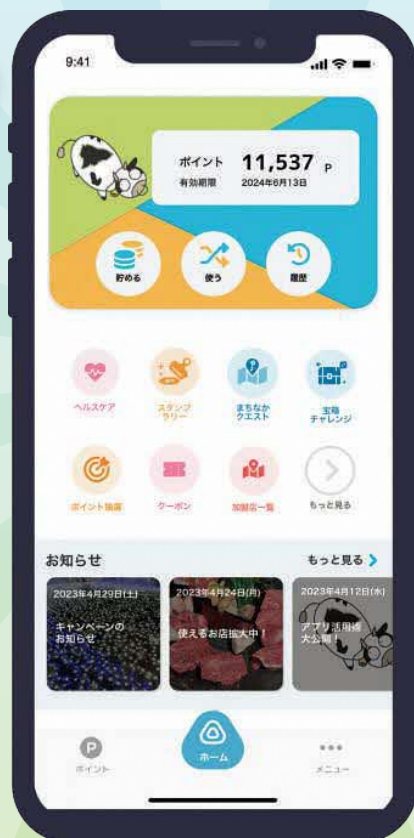 9:41
ポイント 11,537 P
有効期限 2024年6月13日
貯める
使う
履歴
ヘルスケア
スタンプ
ラリー
まちなか
クエスト
宝箱
チャレンジ
ポイント抽選
クーポン
加盟店一覧
もっと見る
お知らせ
もっと見る
2023年4月29日(土)
キャンペーンの
お知らせ
2023年4月24日(月)
使えるお店拡大中！
2023年4月12日(水)
アプリ活用術
大公開！
P
ポイント
ホーム
メニュー